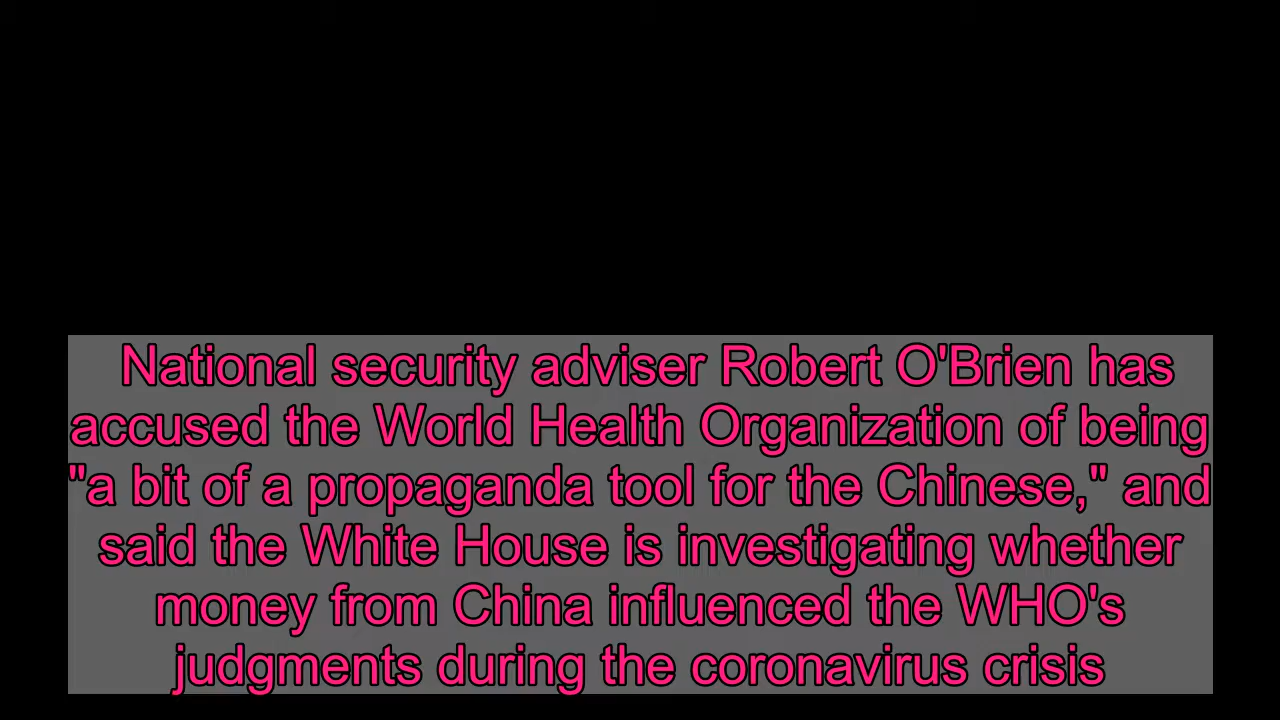 National security adviser Robert O'Brien has
accused the World Health Organization of being
"a bit of a propaganda tool for the Chinese," and
said the White House is investigating whether
money from China influenced the WHO's
judgments during the coronavirus crisis